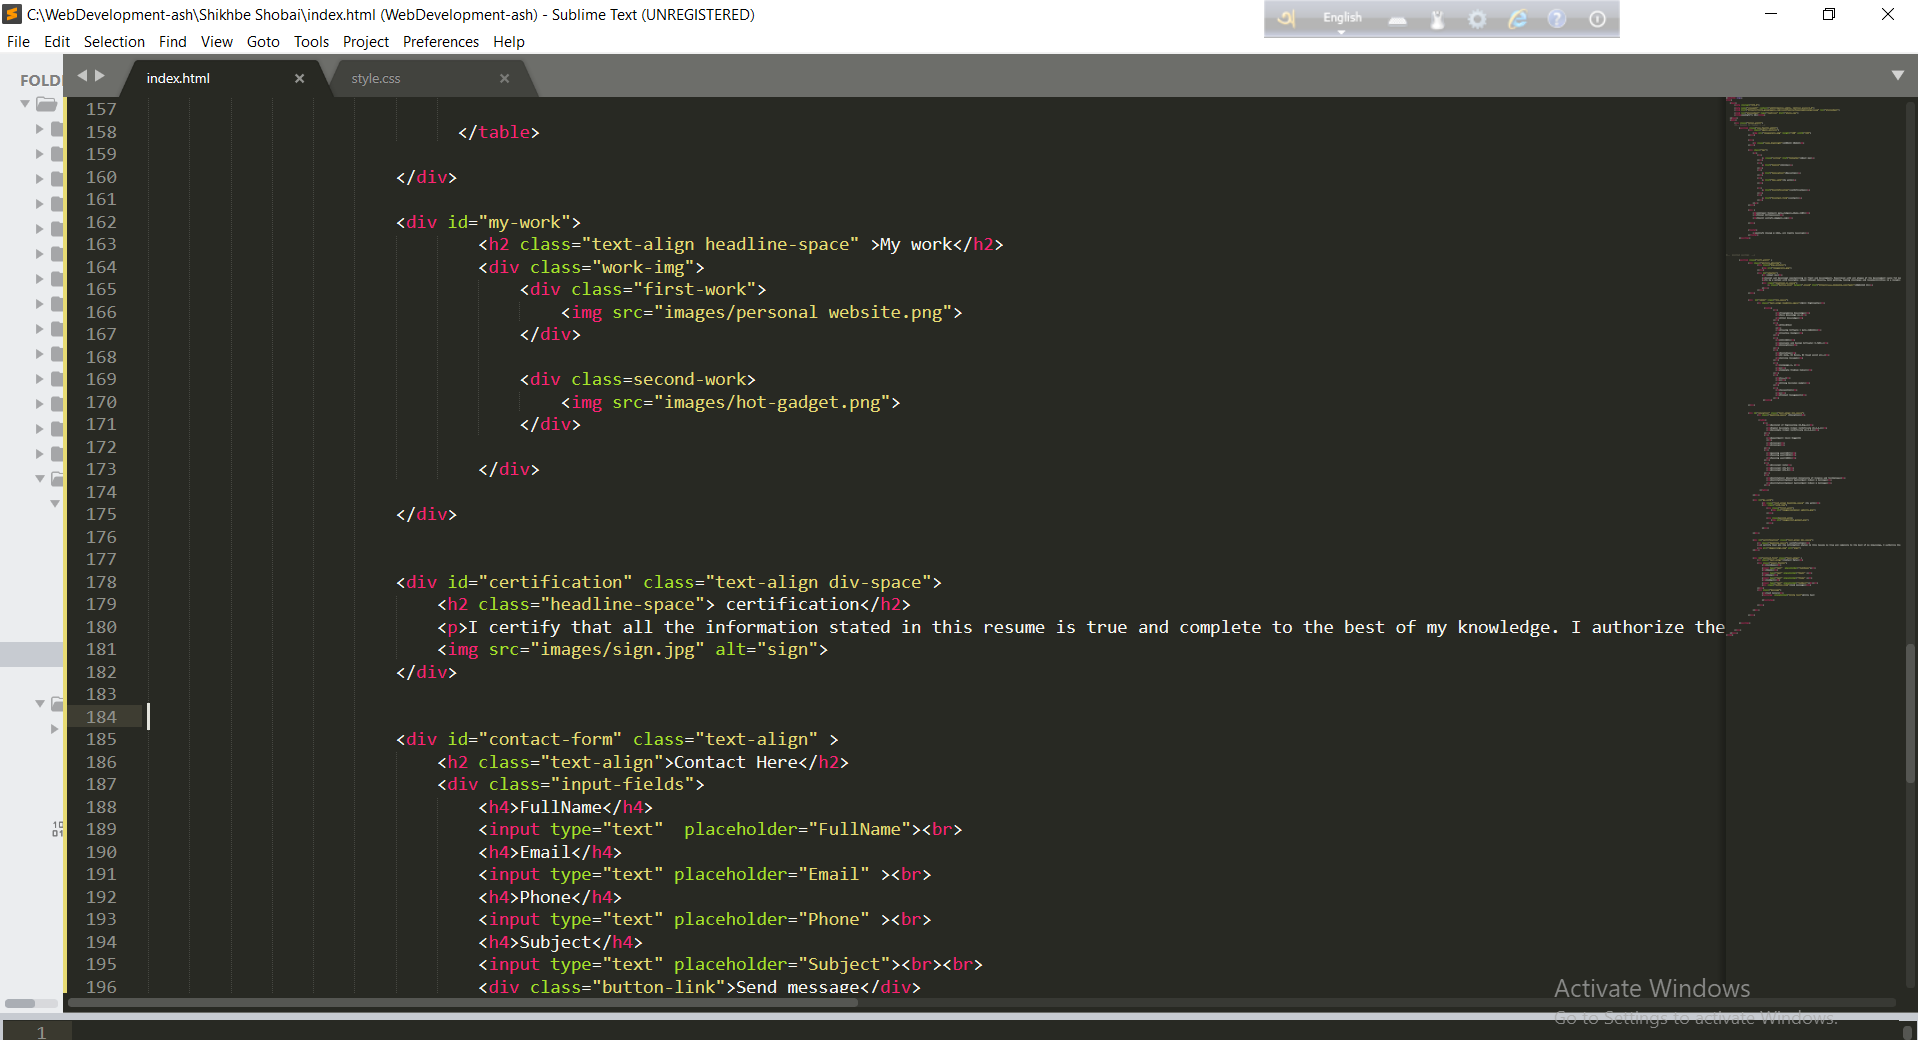 C:\WebDevelopment-ash\Shikhbe Shobai\index.html (WebDevelopment-ash) - Sublime Text (UNREGISTERED)
English
File Edit Selection Find View Goto Tools Project Preferences Help
FOLD
index.html
style.css
157
158 </table>
159
160 </div>
161
162 <div id="my-work">
163 <h2 class="text-align headline-space" >My work</h2>
164 <div class="work-img">
165 <div class="first-work">
166 <img src="images/personal website.png">
167 </div>
168
169 <div class=second-work>
170 <img src="images/hot-gadget.png">
171 </div>
172
173 </div>
174
175 </div>
176
177
178 <div id="certification" class="text-align div-space">
179 <h2 class="headline-space"> certification</h2>
180 <p>I certify that all the information stated in this resume is true and complete to the best of my knowledge. I authorize the
181 <img src="images/sign.jpg" alt="sign">
182 </div>
183
184
185 <div id="contact-form" class="text-align" >
186 <h2 class="text-align">Contact Here</h2>
187 <div class="input-fields">
188 <h4>FullName</h4>
189 <input type="text"  placeholder="FullName"><br>
190 <h4>Email</h4>
191 <input type="text" placeholder="Email" ><br>
192 <h4>Phone</h4>
193 <input type="text" placeholder="Phone" ><br>
194 <h4>Subject</h4>
195 <input type="text" placeholder="Subject"><br><br>
196 <div class="button-link">Send message</div>
Activate Windows
Go to Settings to activate Windows.
1